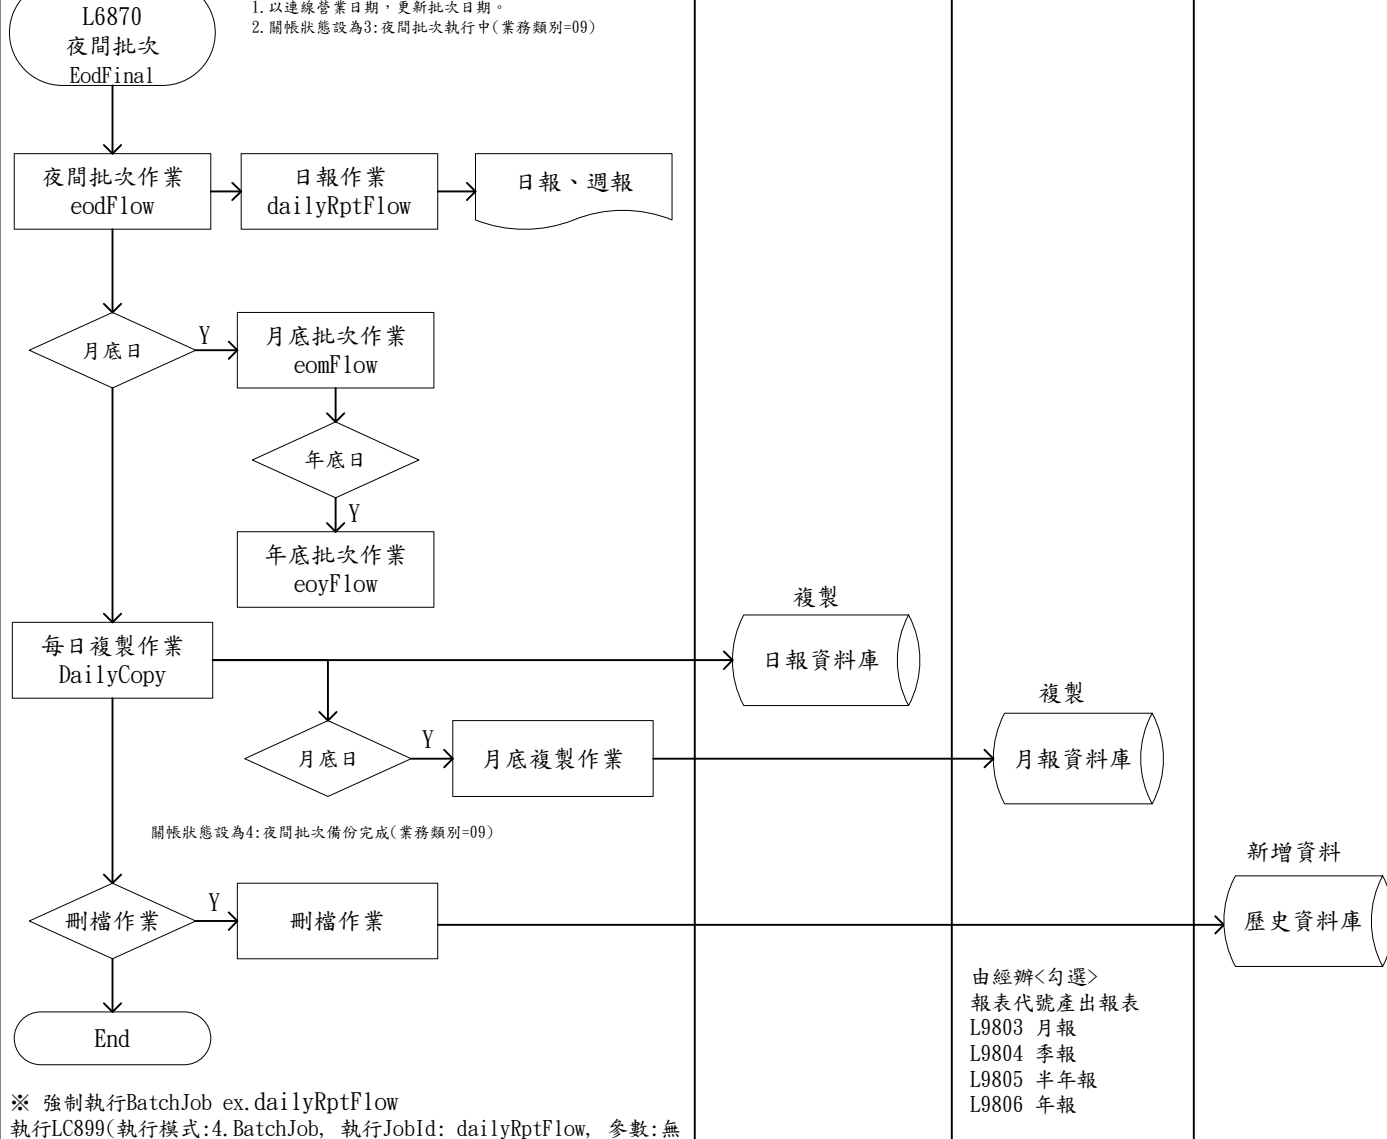 L6870
夜間批次
EodFinal
1.以連線營業日期，更新批次日期。
2.關帳狀態設為3:夜間批次執行中(業務類別=09)
夜間批次作業
eodFlow
日報作業
dailyRptFlow
日報、週報
月底日
Y
月底批次作業
eomFlow
年底日
Y
年底批次作業
eoyFlow
每日複製作業
DailyCopy
複製
日報資料庫
月底日
Y
月底複製作業
複製
月報資料庫
關帳狀態設為4:夜間批次備份完成(業務類別=09)
刪檔作業
Y
刪檔作業
新增資料
歷史資料庫
End
由經辦<勾選>
報表代號產出報表
L9803 月報
L9804 季報
L9805 半年報
L9806 年報
※ 強制執行BatchJob ex.dailyRptFlow
執行LC899(執行模式:4.BatchJob, 執行JobId: dailyRptFlow, 參數:無